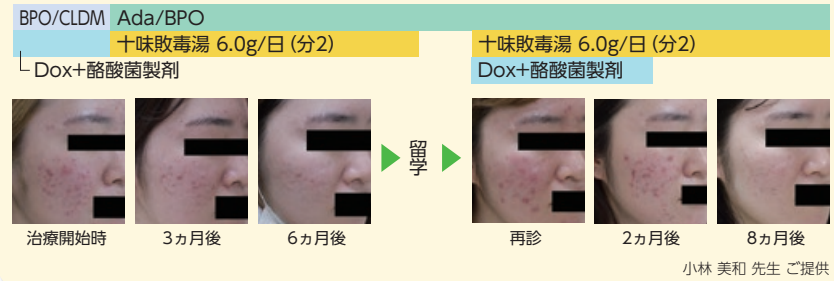 BPO/CLDM Ada/BPO
十味敗毒湯 6.0g/日 (分2) 十味敗毒湯 6.0g/日 (分2)
Dox+酪酸菌製剤 Dox+酪酸菌製剤
留学
治療開始時 3ヵ月後 6ヵ月後 再診 2ヵ月後 8ヵ月後
小林 美和 先生 ご提供